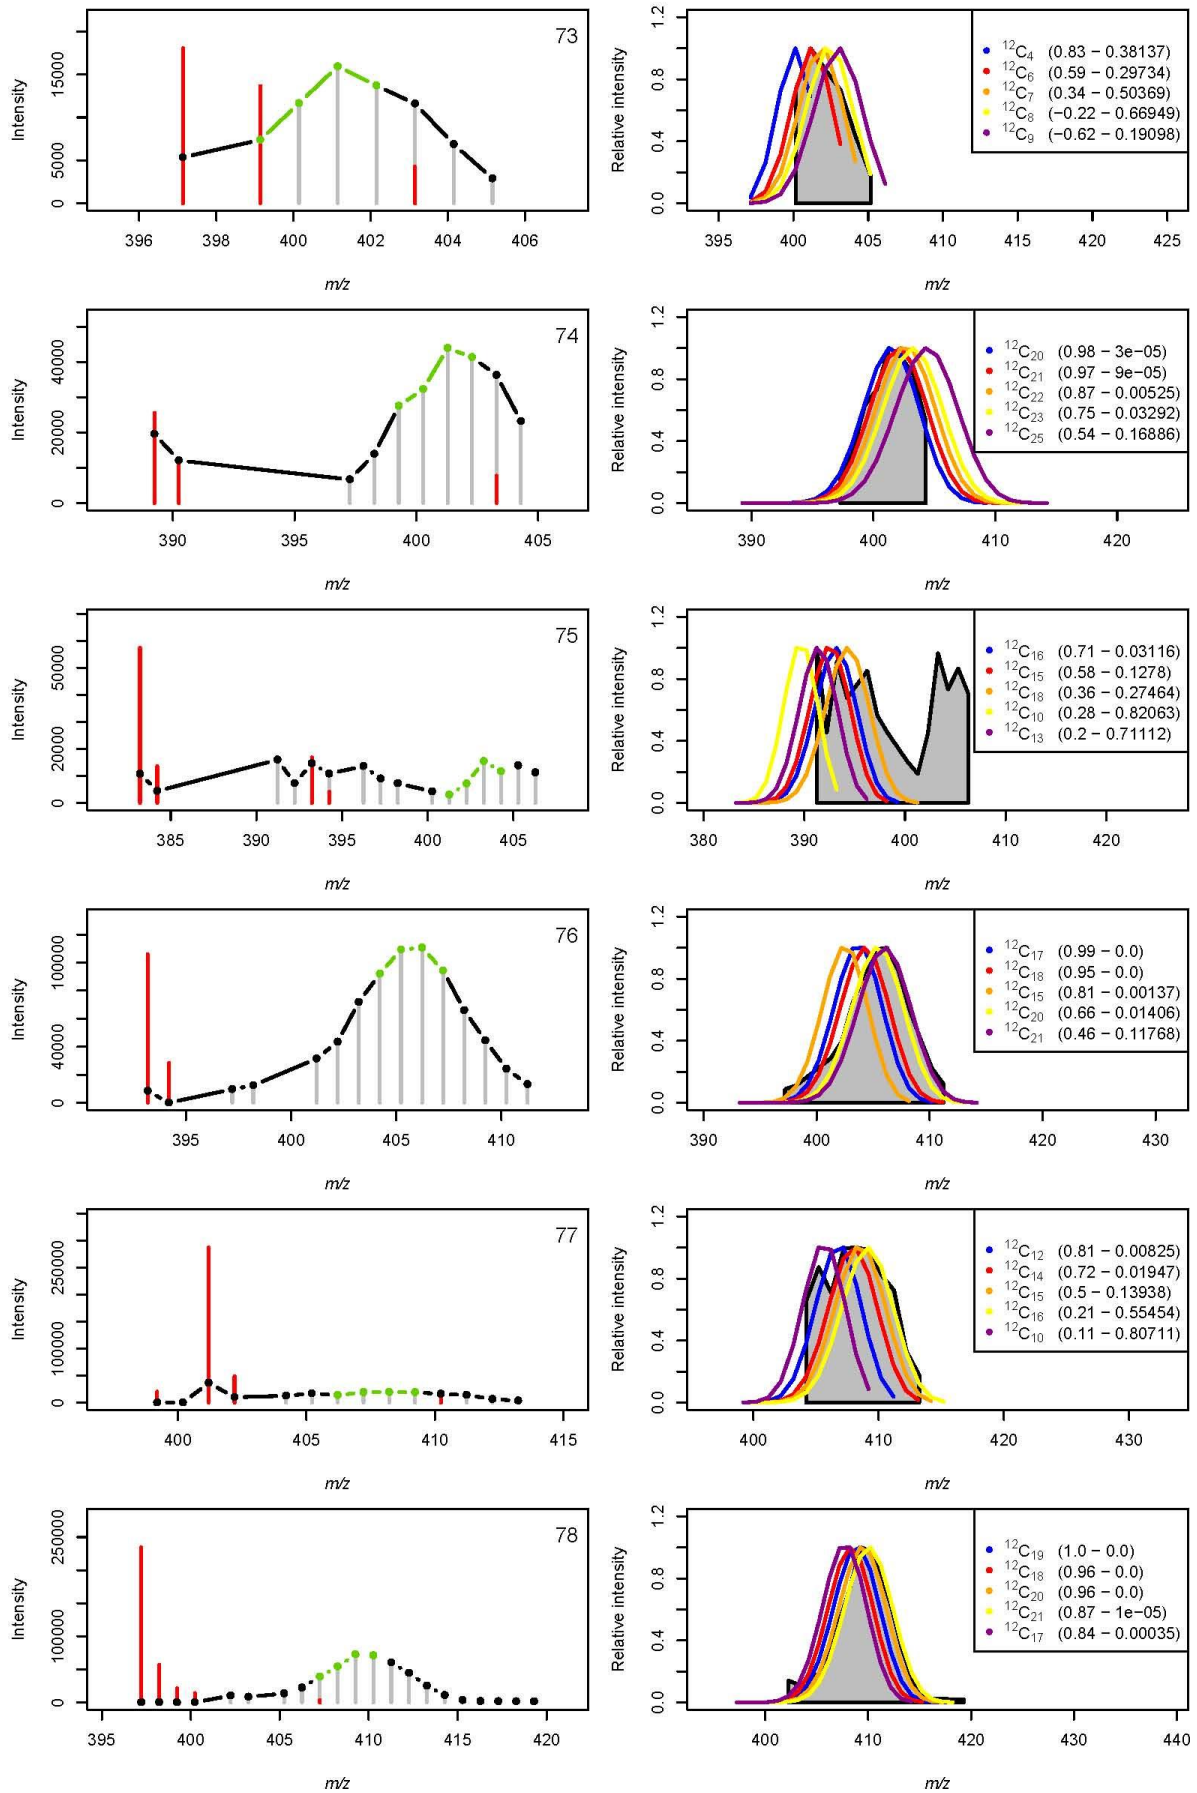 73
Intensity
0 5000 15000
396 398 400 402 404 406
m/z
Relative intensity
0.0 0.4 0.8 1.2
395 400 405 410 415 420 425
m/z
¹²C₄ (0.83 − 0.38137)
¹²C₆ (0.59 − 0.29734)
¹²C₇ (0.34 − 0.50369)
¹²C₈ (−0.22 − 0.66949)
¹²C₉ (−0.62 − 0.19098)
74
Intensity
0 20000 40000
390 395 400 405
m/z
Relative intensity
0.0 0.4 0.8 1.2
390 400 410 420
m/z
¹²C₂₀ (0.98 − 3e−05)
¹²C₂₁ (0.97 − 9e−05)
¹²C₂₂ (0.87 − 0.00525)
¹²C₂₃ (0.75 − 0.03292)
¹²C₂₅ (0.54 − 0.16886)
75
Intensity
0 20000 50000
385 390 395 400 405
m/z
Relative intensity
0.0 0.4 0.8 1.2
380 390 400 410 420
m/z
¹²C₁₆ (0.71 − 0.03116)
¹²C₁₅ (0.58 − 0.1278)
¹²C₁₈ (0.36 − 0.27464)
¹²C₁₀ (0.28 − 0.82063)
¹²C₁₃ (0.2 − 0.71112)
76
Intensity
0 40000 100000
395 400 405 410
m/z
Relative intensity
0.0 0.4 0.8 1.2
390 400 410 420 430
m/z
¹²C₁₇ (0.99 − 0.0)
¹²C₁₈ (0.95 − 0.0)
¹²C₁₅ (0.81 − 0.00137)
¹²C₂₀ (0.66 − 0.01406)
¹²C₂₁ (0.46 − 0.11768)
77
Intensity
0 100000 250000
400 405 410 415
m/z
Relative intensity
0.0 0.4 0.8 1.2
400 410 420 430
m/z
¹²C₁₂ (0.81 − 0.00825)
¹²C₁₄ (0.72 − 0.01947)
¹²C₁₅ (0.5 − 0.13938)
¹²C₁₆ (0.21 − 0.55454)
¹²C₁₀ (0.11 − 0.80711)
78
Intensity
0 100000 250000
395 400 405 410 415 420
m/z
Relative intensity
0.0 0.4 0.8 1.2
400 410 420 430 440
m/z
¹²C₁₉ (1.0 − 0.0)
¹²C₁₈ (0.96 − 0.0)
¹²C₂₀ (0.96 − 0.0)
¹²C₂₁ (0.87 − 1e−05)
¹²C₁₇ (0.84 − 0.00035)